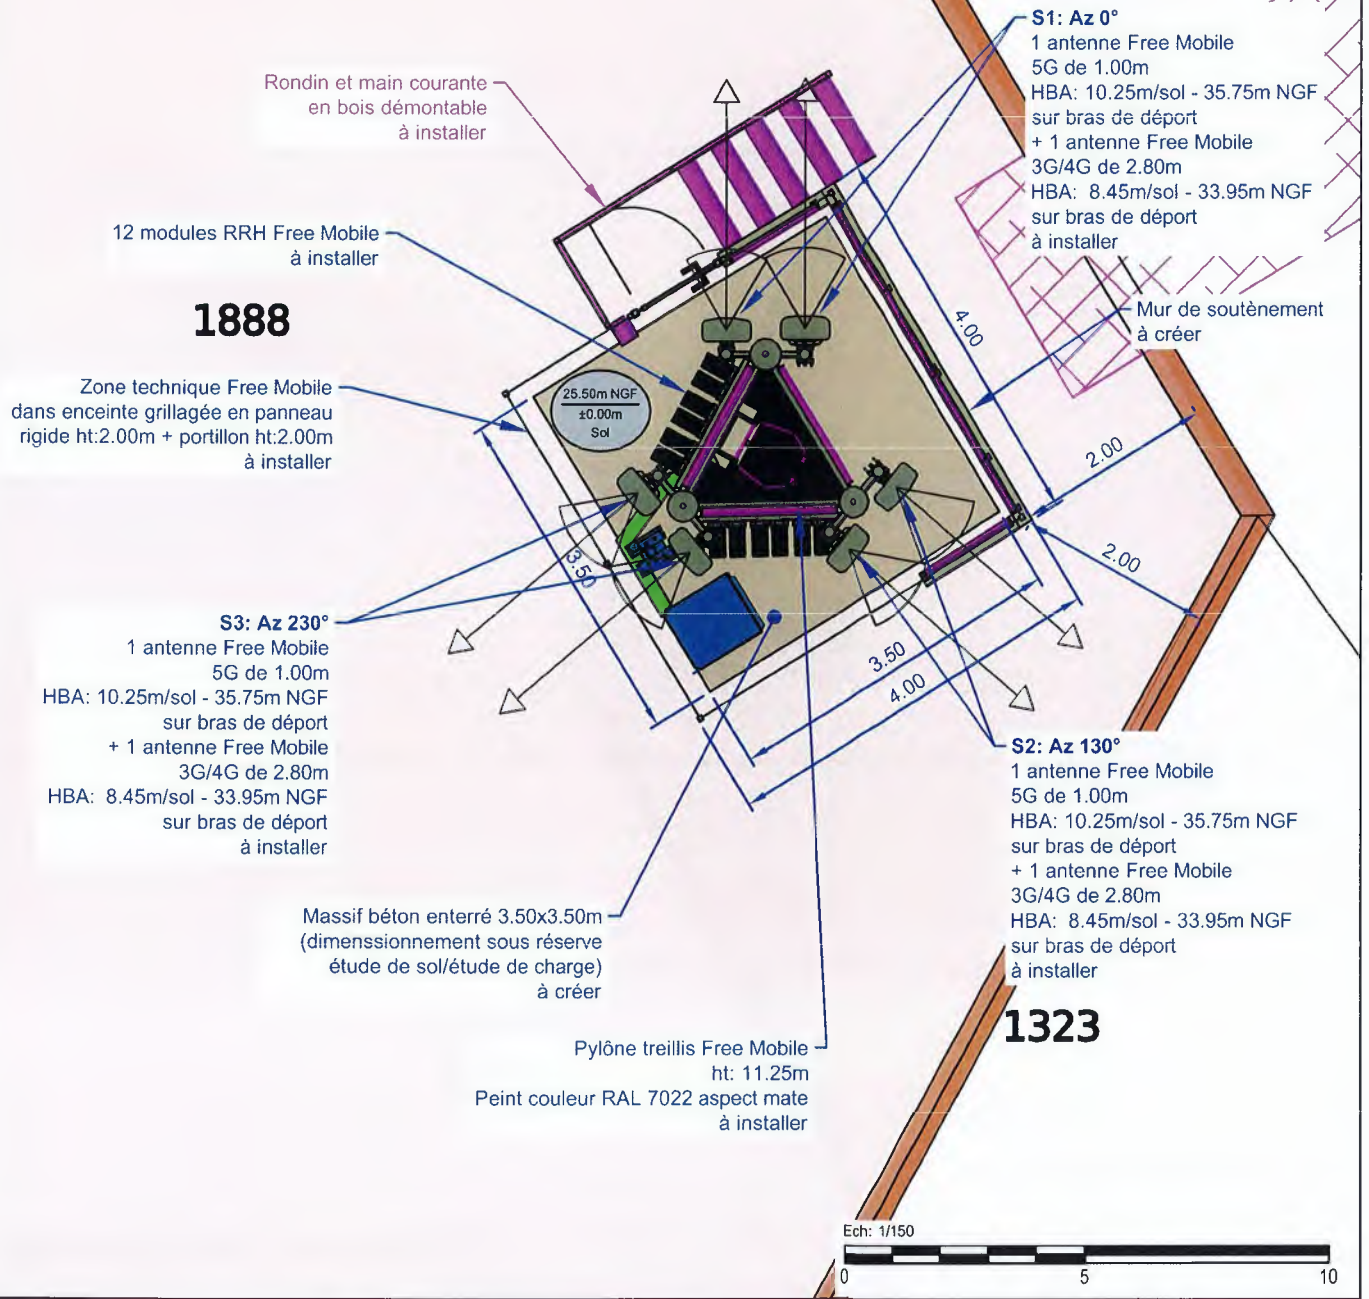 S1: Az 0°
1 antenne Free Mobile
5G de 1.00m
HBA: 10.25m/sol - 35.75m NGF
sur bras de déport
+ 1 antenne Free Mobile
3G/4G de 2.80m
HBA: 8.45m/sol - 33.95m NGF
sur bras de déport
à installer
Rondin et main courante
en bois démontable
à installer
12 modules RRH Free Mobile
à installer
1888
Mur de soutènement
à créer
4.00
Zone technique Free Mobile
dans enceinte grillagée en panneau
rigide ht:2.00m + portillon ht:2.00m
à installer
25.50m NGF
±0.00m
Sol
2.00
2.00
3.50
3.50
4.00
S3: Az 230°
1 antenne Free Mobile
5G de 1.00m
HBA: 10.25m/sol - 35.75m NGF
sur bras de déport
+ 1 antenne Free Mobile
3G/4G de 2.80m
HBA: 8.45m/sol - 33.95m NGF
sur bras de déport
à installer
S2: Az 130°
1 antenne Free Mobile
5G de 1.00m
HBA: 10.25m/sol - 35.75m NGF
sur bras de déport
+ 1 antenne Free Mobile
3G/4G de 2.80m
HBA: 8.45m/sol - 33.95m NGF
sur bras de déport
à installer
Massif béton enterré 3.50x3.50m
(dimenssionnement sous réserve
étude de sol/étude de charge)
à créer
1323
Pylône treillis Free Mobile
ht: 11.25m
Peint couleur RAL 7022 aspect mate
à installer
Ech: 1/150
0 5 10